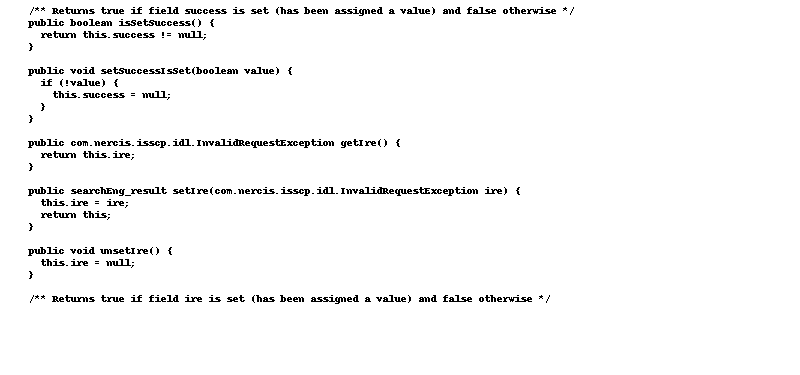 /** Returns true if field success is set (has been assigned a value) and false otherwise */
public boolean isSetSuccess() {
return this.success != null;
}
public void setSuccessIsSet(boolean value) {
if (!value) {
this.success = null;
}
}
public com.nercis.isscp.idl.InvalidRequestException getIre() {
return this.ire;
}
public searchEng_result setIre(com.nercis.isscp.idl.InvalidRequestException ire) {
this.ire = ire;
return this;
}
public void unsetIre() {
this.ire = null;
}
/** Returns true if field ire is set (has been assigned a value) and false otherwise */